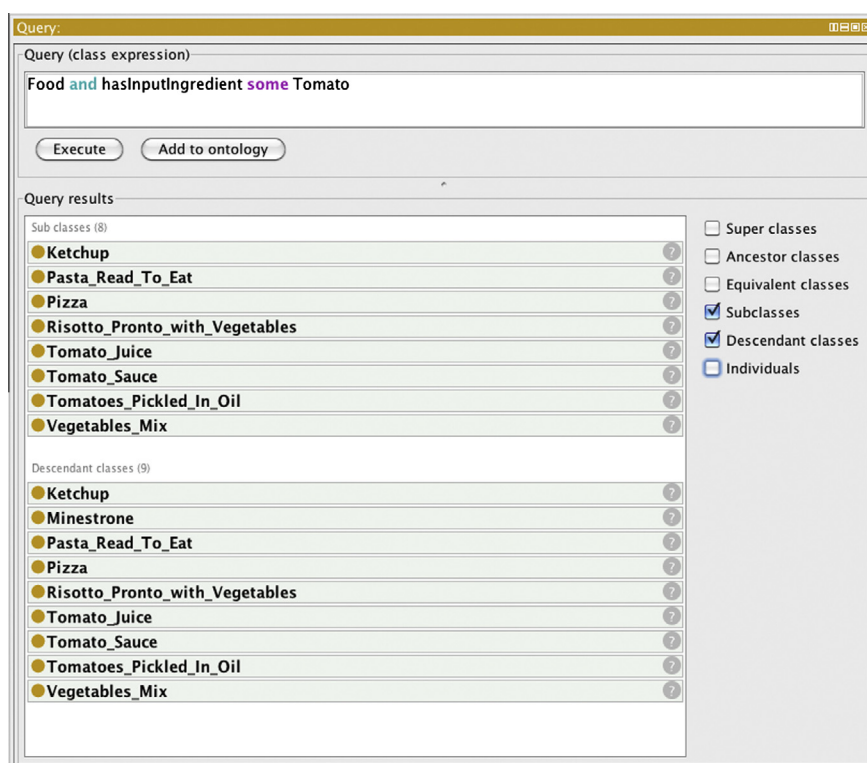 Query:
Query (class expression)
Food and hasInputIngredient some Tomato
Execute Add to ontology
Query results
Sub classes (8)
Ketchup ?
Pasta_Read_To_Eat ?
Pizza ?
Risotto_Pronto_with_Vegetables ?
Tomato_Juice ?
Tomato_Sauce ?
Tomatoes_Pickled_In_Oil ?
Vegetables_Mix ?
Descendant classes (9)
Ketchup ?
Minestrone ?
Pasta_Read_To_Eat ?
Pizza ?
Risotto_Pronto_with_Vegetables ?
Tomato_Juice ?
Tomato_Sauce ?
Tomatoes_Pickled_In_Oil ?
Vegetables_Mix ?
Super classes
Ancestor classes
Equivalent classes
Subclasses
Descendant classes
Individuals